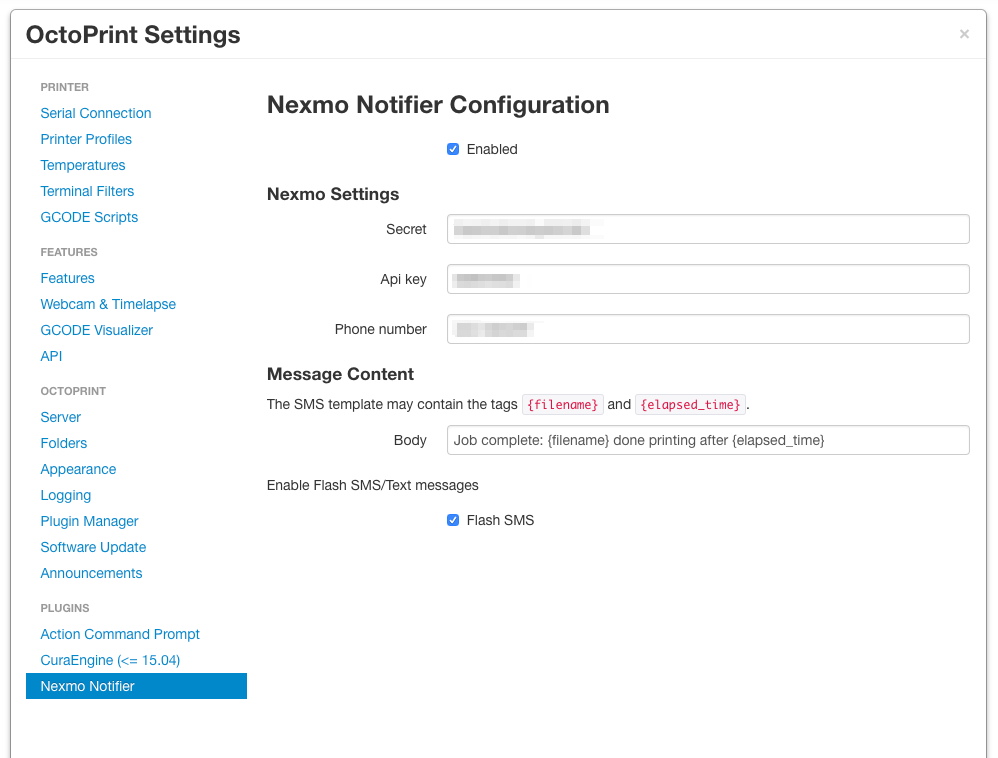 OctoPrint Settings
×
PRINTER
Serial Connection
Printer Profiles
Temperatures
Terminal Filters
GCODE Scripts
FEATURES
Features
Webcam & Timelapse
GCODE Visualizer
API
OCTOPRINT
Server
Folders
Appearance
Logging
Plugin Manager
Software Update
Announcements
PLUGINS
Action Command Prompt
CuraEngine (<= 15.04)
Nexmo Notifier
Nexmo Notifier Configuration
Enabled
Nexmo Settings
Secret
Api key
Phone number
Message Content
The SMS template may contain the tags {filename} and {elapsed_time}.
Body Job complete: {filename} done printing after {elapsed_time}
Enable Flash SMS/Text messages
Flash SMS